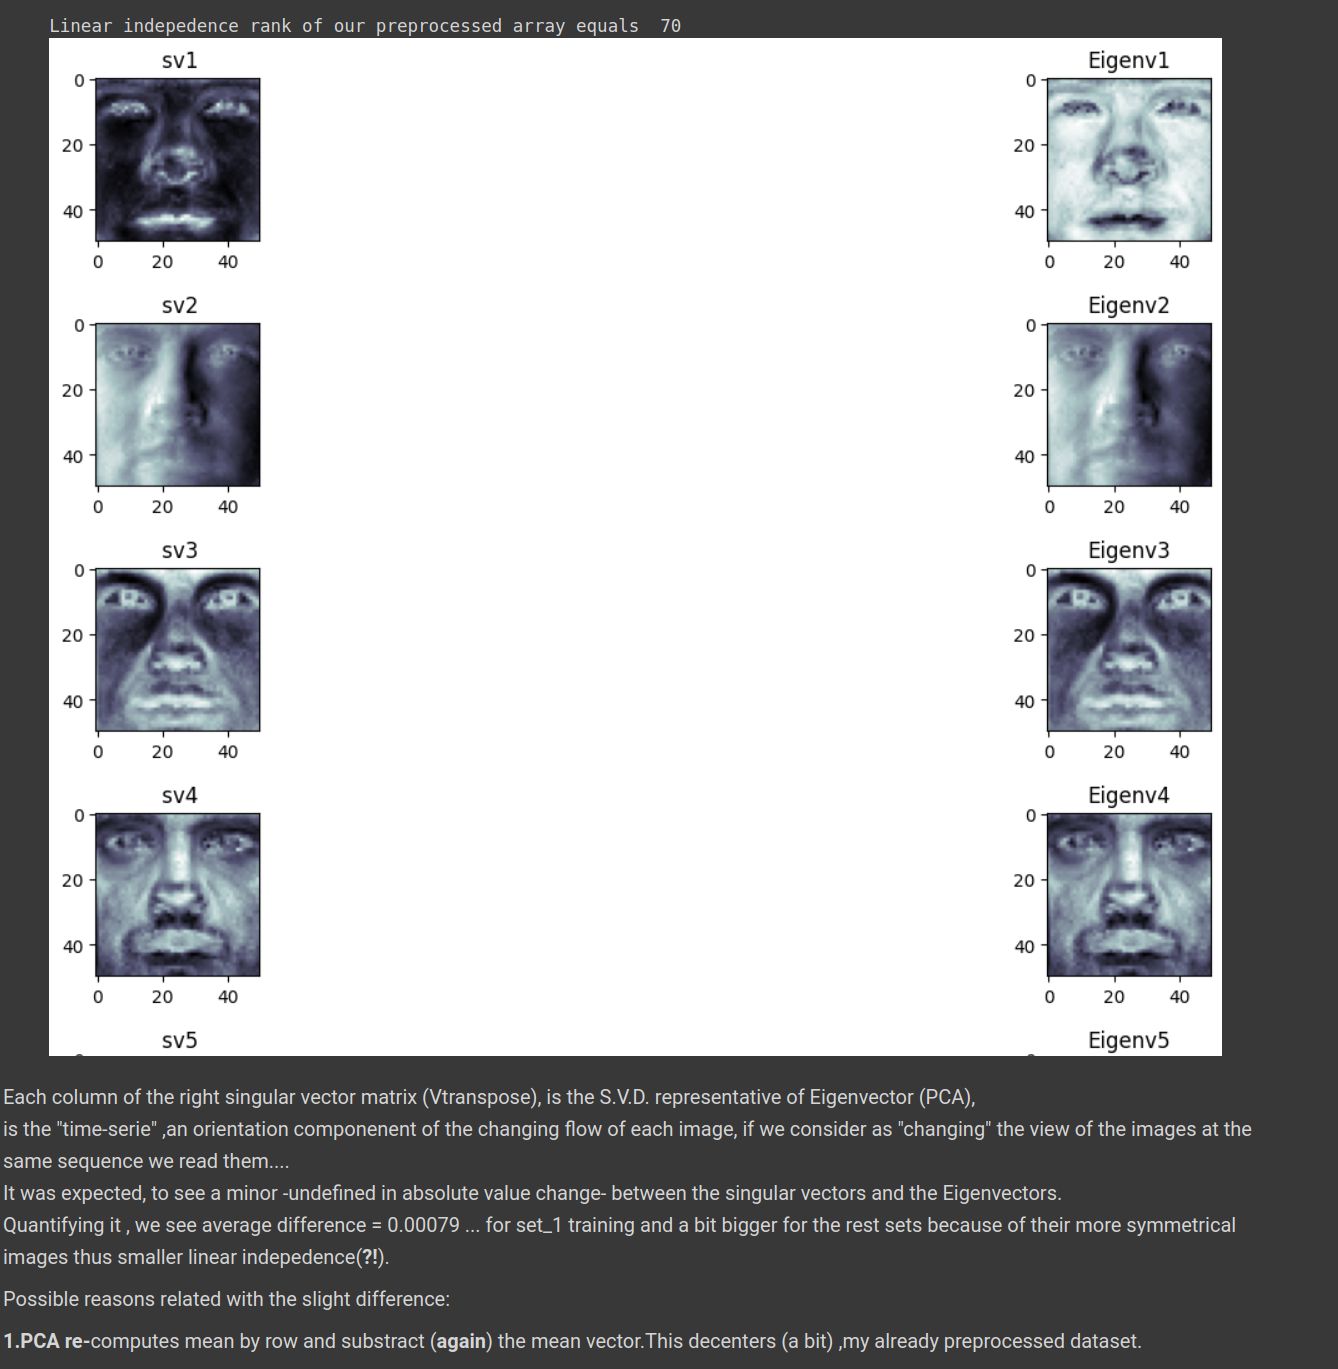 Linear indepedence rank of our preprocessed array equals  70
sv1
Eigenv1
0
20
40
0 20 40
0
20
40
0 20 40
sv2
Eigenv2
0
20
40
0 20 40
0
20
40
0 20 40
sv3
Eigenv3
0
20
40
0 20 40
0
20
40
0 20 40
sv4
Eigenv4
0
20
40
0 20 40
0
20
40
0 20 40
sv5
Eigenv5
Each column of the right singular vector matrix (Vtranspose), is the S.V.D. representative of Eigenvector (PCA),
is the "time-serie" ,an orientation componenent of the changing flow of each image, if we consider as "changing" the view of the images at the
same sequence we read them....
It was expected, to see a minor -undefined in absolute value change- between the singular vectors and the Eigenvectors.
Quantifying it , we see average difference = 0.00079 ... for set_1 training and a bit bigger for the rest sets because of their more symmetrical
images thus smaller linear indepedence(?!).
Possible reasons related with the slight difference:
1.PCA re-computes mean by row and substract (again) the mean vector.This decenters (a bit) ,my already preprocessed dataset.